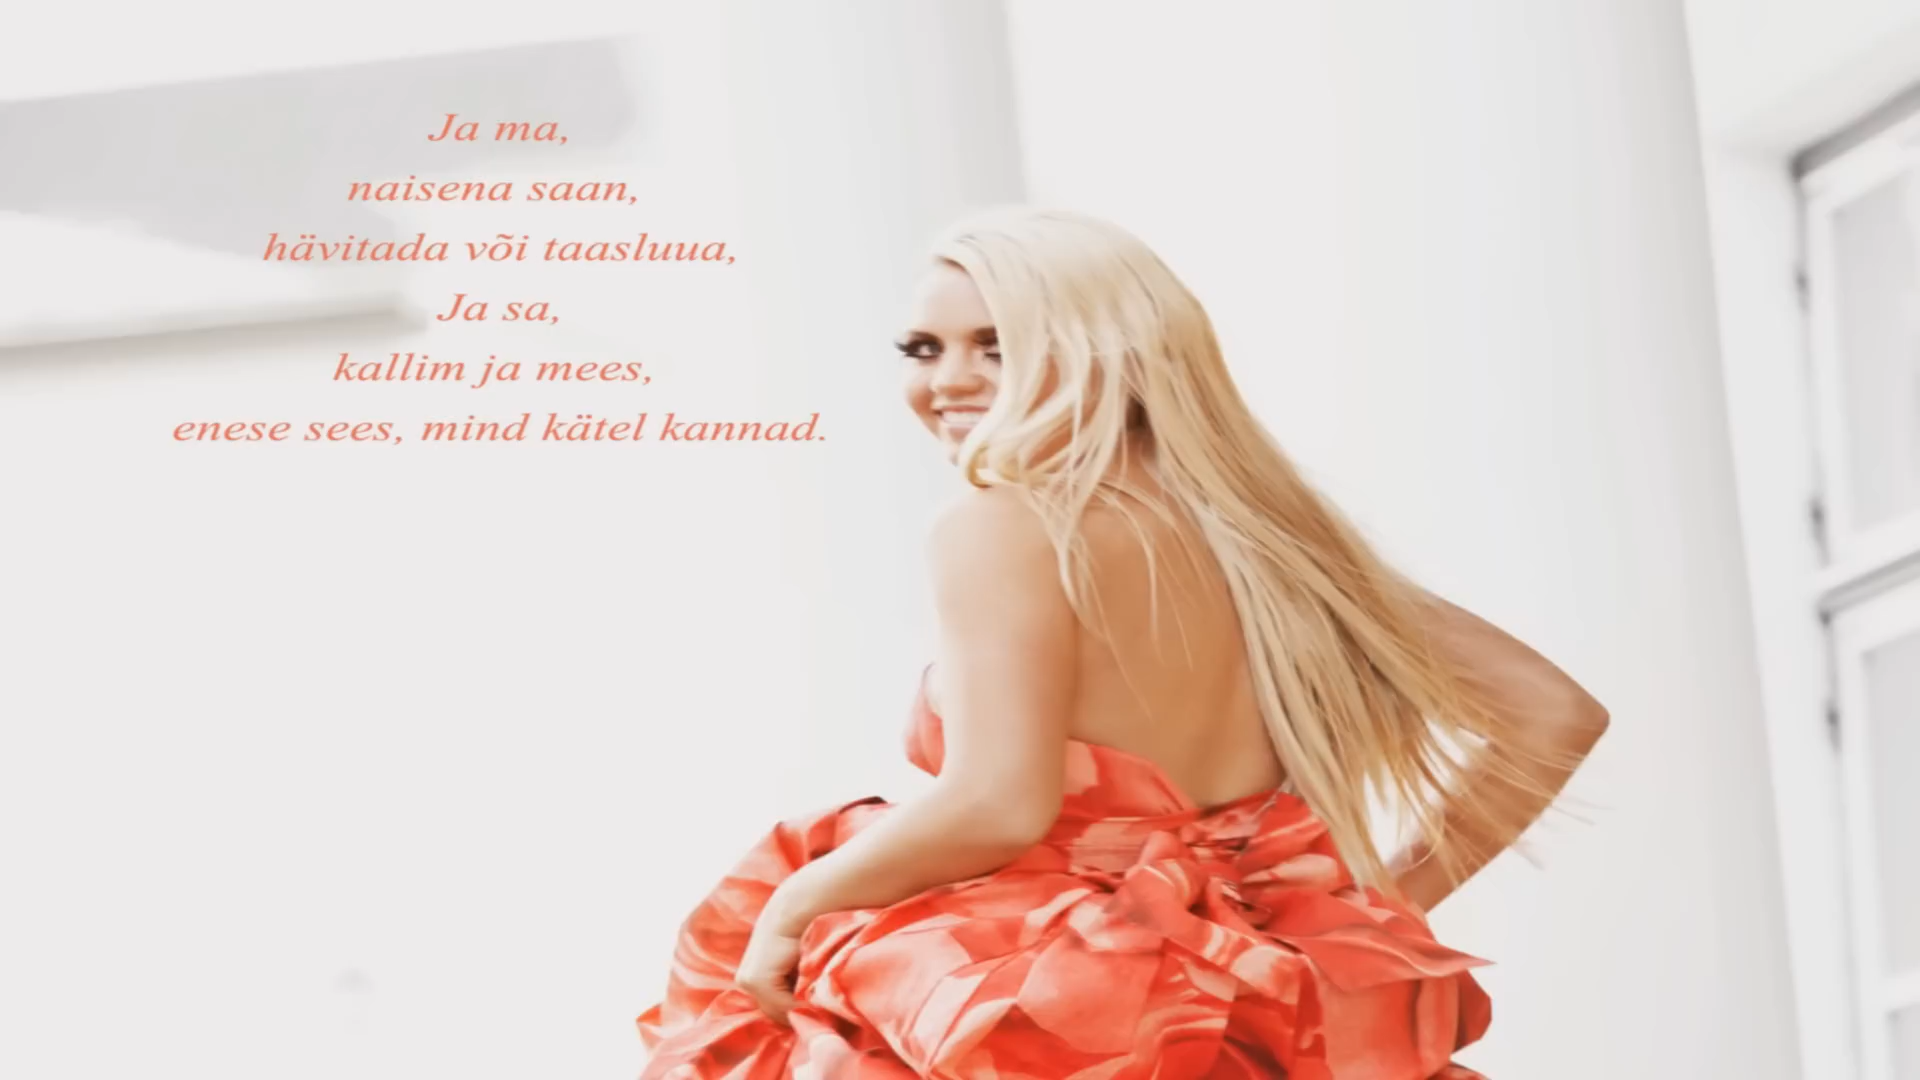 Ja ma,
naisena saan,
hävitada või taasluua,
Ja sa,
kallim ja mees,
enese sees, mind kätel kannad.